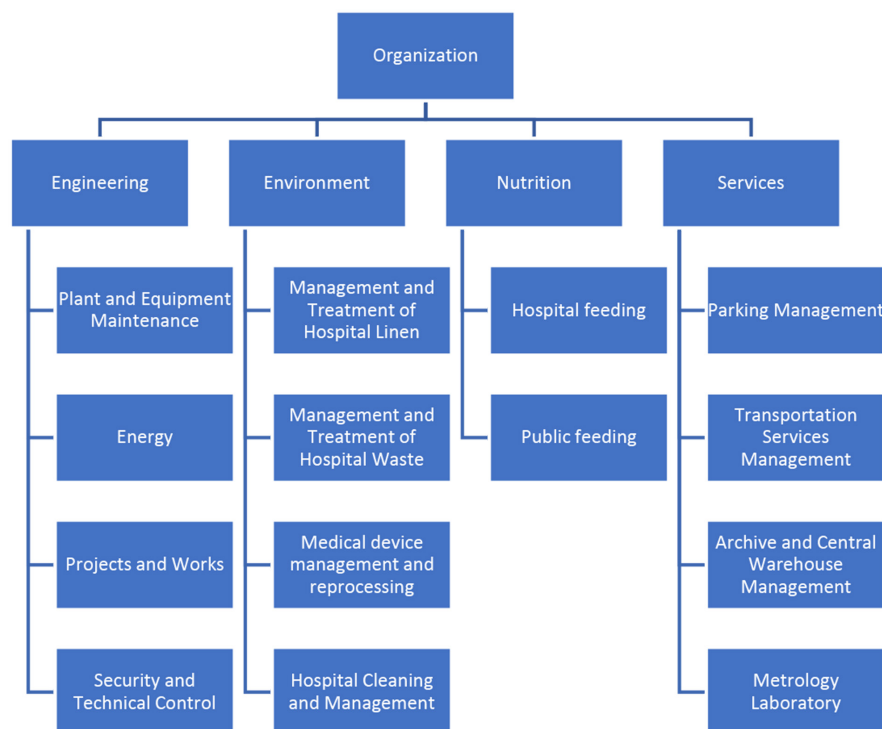 Organization
Engineering
Environment
Nutrition
Services
Plant and Equipment
Maintenance
Management and
Treatment of
Hospital Linen
Hospital feeding
Parking Management
Energy
Management and
Treatment of
Hospital Waste
Public feeding
Transportation
Services
Management
Projects and Works
Medical device
management and
reprocessing
Archive and Central
Warehouse
Management
Security and
Technical Control
Hospital Cleaning
and Management
Metrology
Laboratory